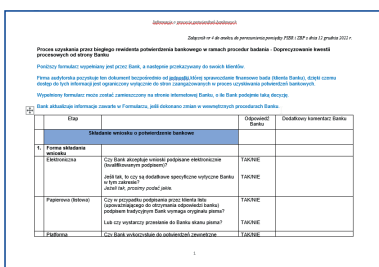 Informacja o procesie potwierdzeń bankowych
Załącznik nr 4 do aneksu do porozumienia pomiędzy PIBR i ZBP z dnia 12 grudnia 2022 r.
Proces uzyskania przez biegłego rewidenta potwierdzenia bankowego w ramach procedur badania - Doprecyzowanie kwestii
procesowych od strony Banku
Poniższy formularz wypełniany jest przez Bank, a następnie przekazywany do swoich klientów.
Firma audytorska pozyskuje ten dokument bezpośrednio od jednostki, której sprawozdanie finansowe bada (klienta Banku), dzięki czemu
dostęp do tych informacji jest ograniczony wyłącznie do stron zaangażowanych w proces uzyskiwania potwierdzeń bankowych.
Wypełniony formularz może zostać zamieszczony na stronie internetowej Banku, o ile Bank podejmie taką decyzję.
Bank aktualizuje informacje zawarte w Formularzu, jeśli dokonano zmian w wewnętrznych procedurach Banku.
Etap Odpowiedź Banku Dodatkowy komentarz Banku
Składanie wniosku o potwierdzenie bankowe
1. Forma składania wniosku
Elektroniczna Czy Bank akceptuje wnioski podpisane elektronicznie TAK/NIE
(kwalifikowanym podpisem)?
Jeśli tak, to czy są dodatkowe specyficzne wytyczne Banku TAK/NIE
w tym zakresie?
Jeżeli tak, prosimy podać jakie.
Papierowa (listowa) Czy w przypadku podpisania przez klienta listu TAK/NIE
(upoważniającego do otrzymania odpowiedzi banku)
podpisem tradycyjnym Bank wymaga oryginału pisma?
Lub czy wystarczy przesłanie do Banku skanu pisma? TAK/NIE
Platforma Czy Bank wykorzystuje do potwierdzeń zewnętrzne TAK/NIE
1